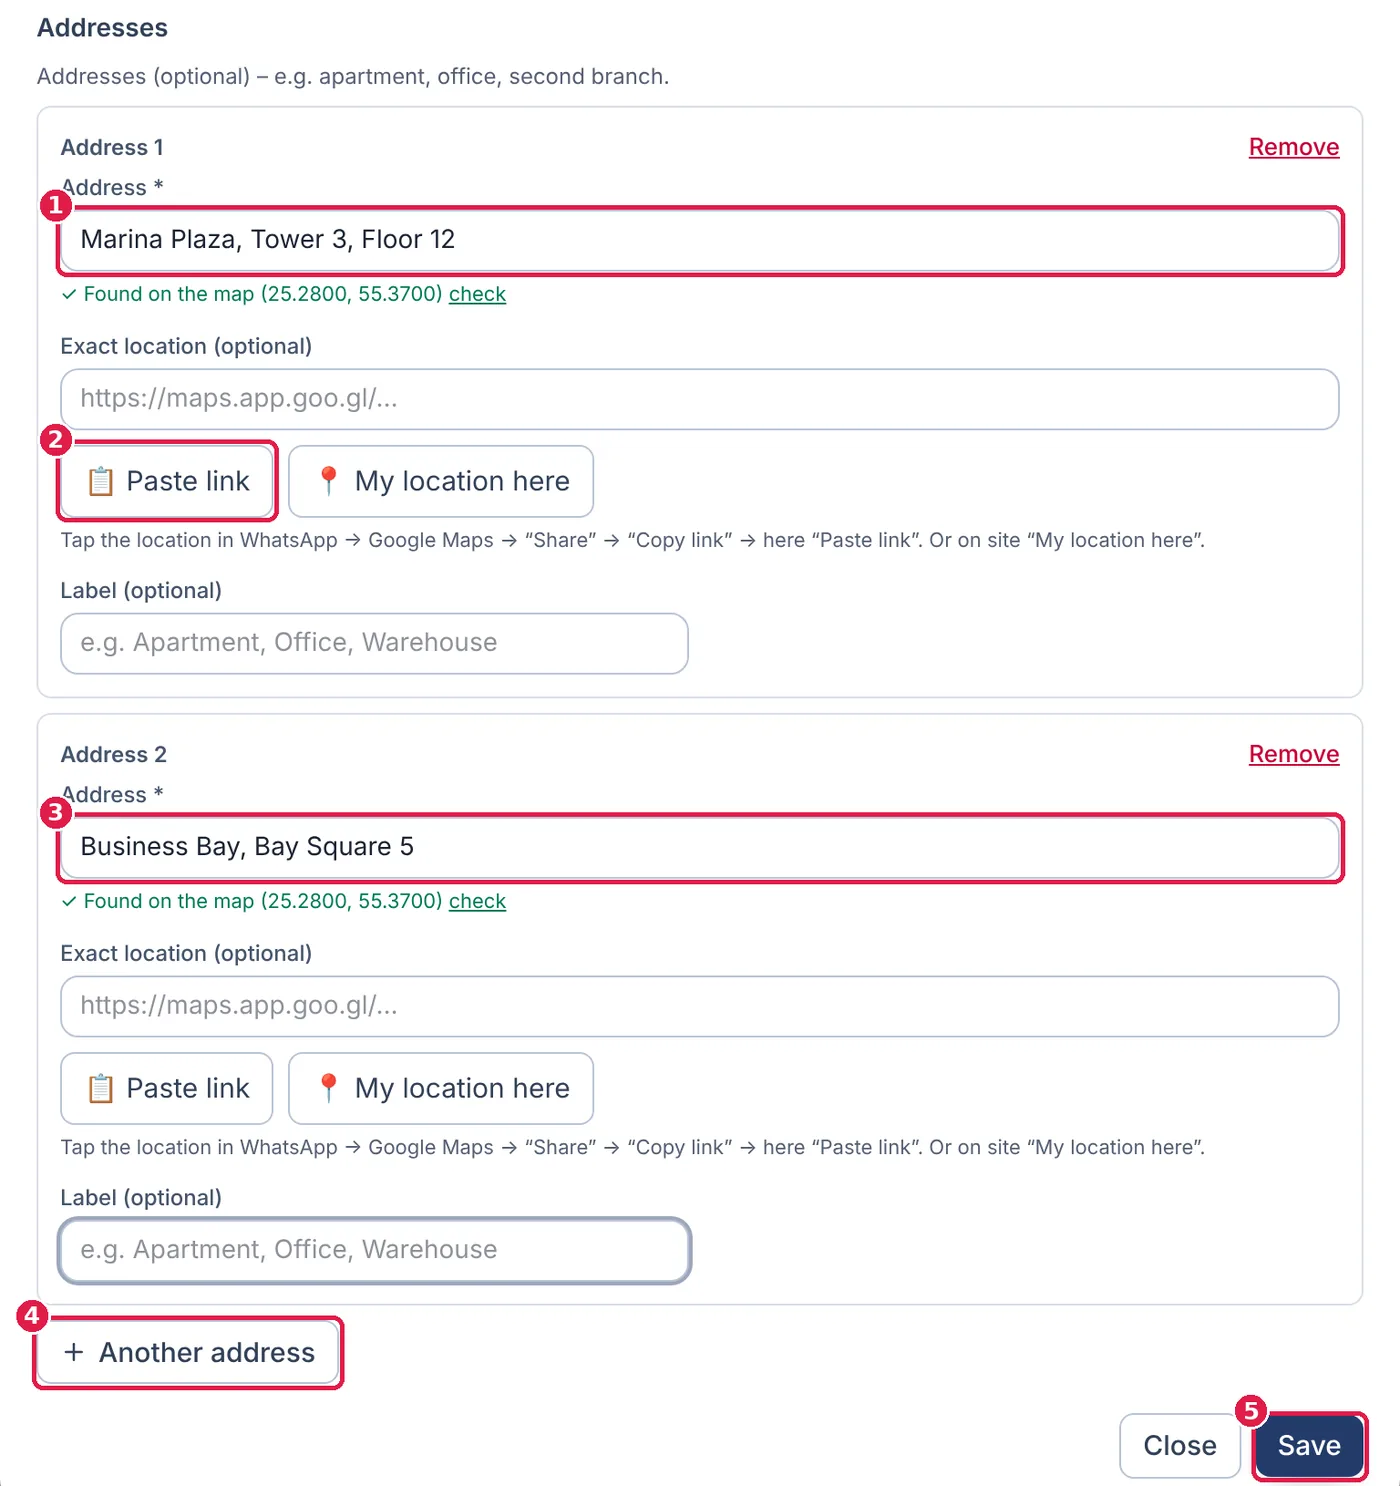 Addresses
Addresses (optional) – e.g. apartment, office, second branch.
Address 1
Remove
Address *
1
Marina Plaza, Tower 3, Floor 12
✓ Found on the map (25.2800, 55.3700) check
Exact location (optional)
https://maps.app.goo.gl/...
2
📋 Paste link
📍 My location here
Tap the location in WhatsApp → Google Maps → “Share” → “Copy link” → here “Paste link”. Or on site “My location here”.
Label (optional)
e.g. Apartment, Office, Warehouse
Address 2
Remove
Address *
3
Business Bay, Bay Square 5
✓ Found on the map (25.2800, 55.3700) check
Exact location (optional)
https://maps.app.goo.gl/...
📋 Paste link
📍 My location here
Tap the location in WhatsApp → Google Maps → “Share” → “Copy link” → here “Paste link”. Or on site “My location here”.
Label (optional)
e.g. Apartment, Office, Warehouse
4
+ Another address
Close
5
Save